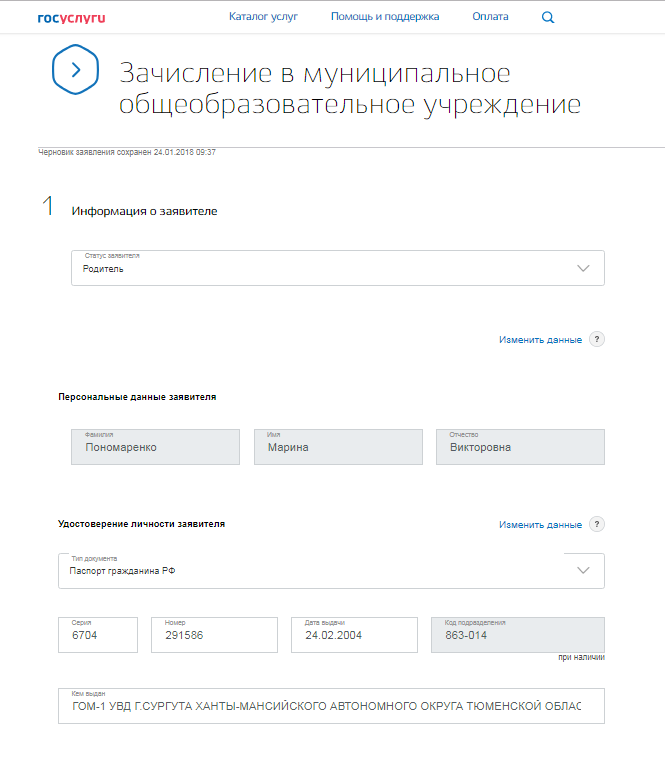 госуслуги Каталог услуг Помощь и поддержка Оплата
Зачисление в муниципальное
общеобразовательное учреждение
Черновик заявления сохранен 24.01.2018 09:37
1 Информация о заявителе
Статус заявителя
Родитель
Изменить данные ?
Персональные данные заявителя
Фамилия Имя Отчество
Пономаренко Марина Викторовна
Удостоверение личности заявителя Изменить данные ?
Тип документа
Паспорт гражданина РФ
Серия Номер Дата выдачи Код подразделения
6704 291586 24.02.2004 863-014
при наличии
Кем выдан
ГОМ-1 УВД Г.СУРГУТА ХАНТЫ-МАНСИЙСКОГО АВТОНОМНОГО ОКРУГА ТЮМЕНСКОЙ ОБЛАС